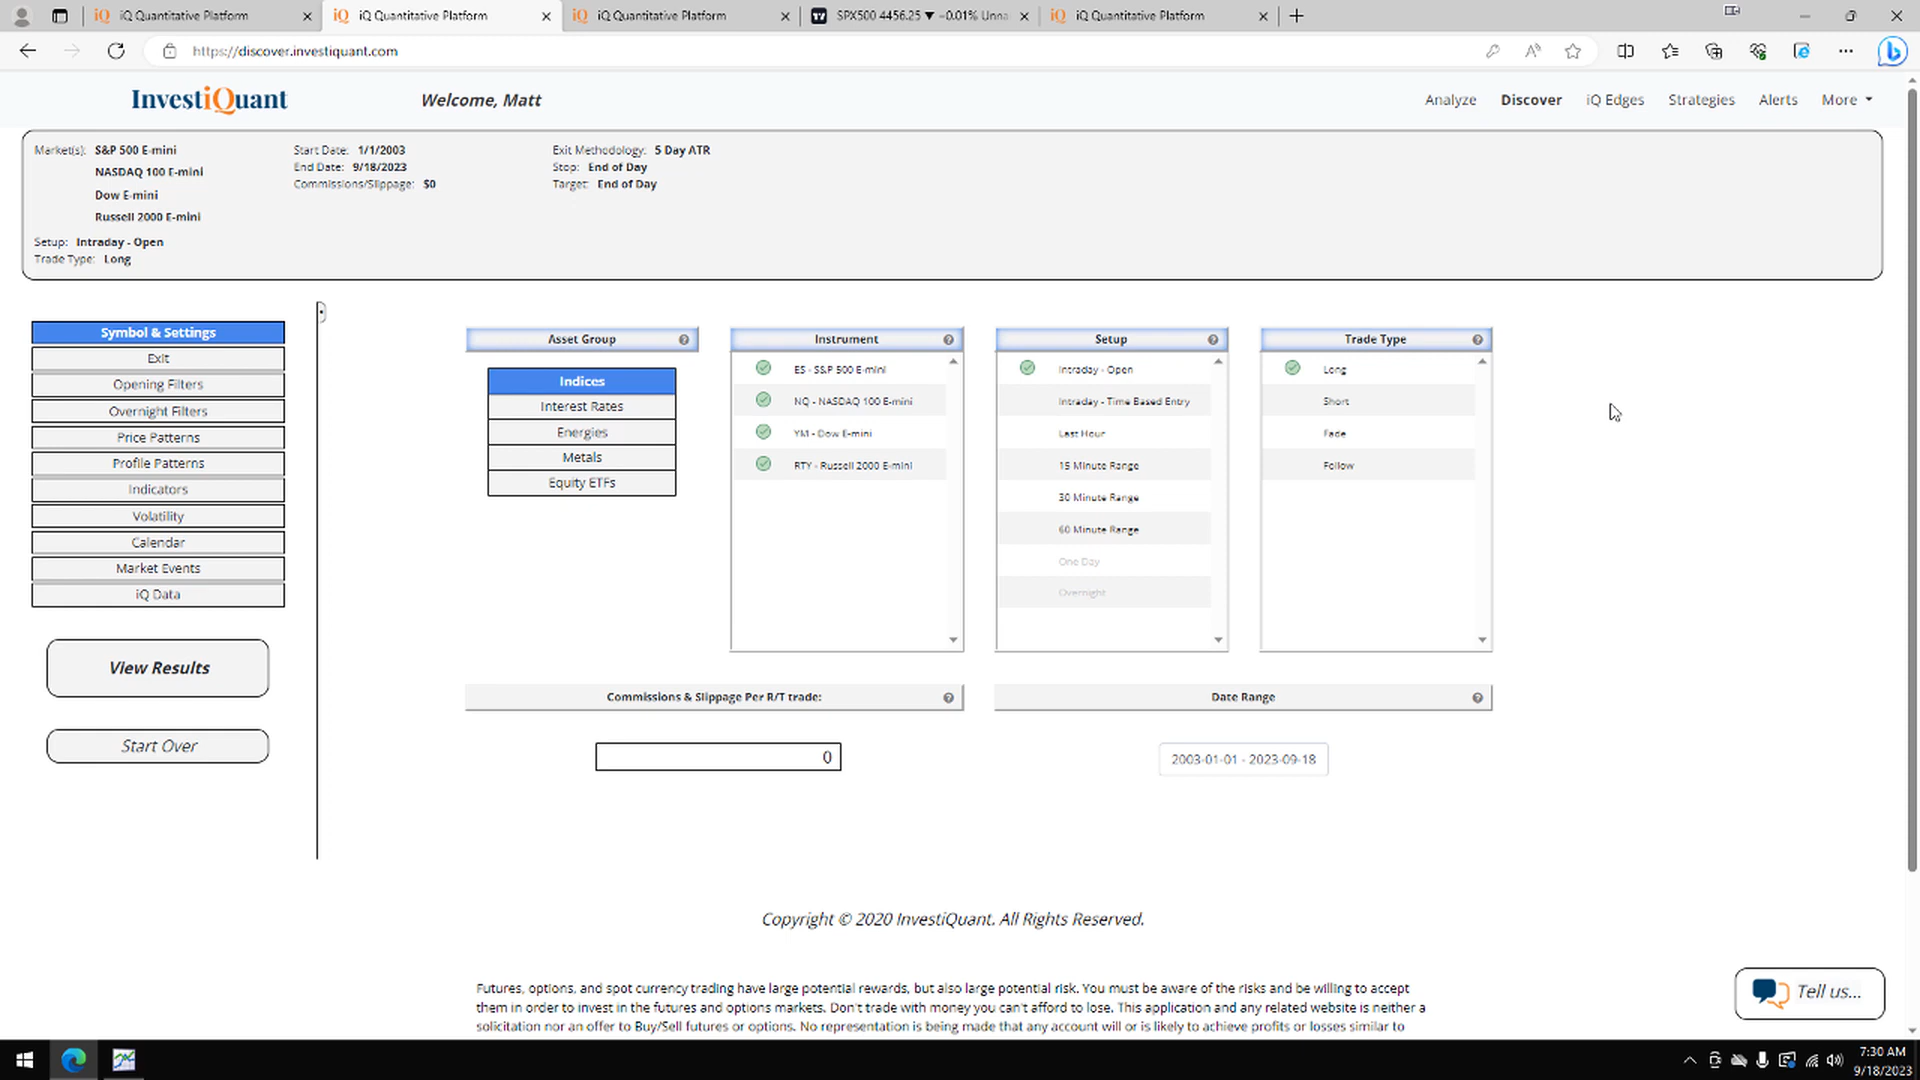 iQ Quantitative Platform
iQ Quantitative Platform
iQ Quantitative Platform
SPX500 4456.25 ▼ −0.01% Unna
iQ Quantitative Platform
https://discover.investiquant.com
InvestiQuant
Welcome, Matt
Analyze
Discover
iQ Edges
Strategies
Alerts
More
Market(s): S&P 500 E-mini
NASDAQ 100 E-mini
Dow E-mini
Russell 2000 E-mini
Setup: Intraday - Open
Trade Type: Long
Start Date: 1/1/2003
End Date: 9/18/2023
Commissions/Slippage: $0
Exit Methodology: 5 Day ATR
Stop: End of Day
Target: End of Day
Symbol & Settings
Exit
Opening Filters
Overnight Filters
Price Patterns
Profile Patterns
Indicators
Volatility
Calendar
Market Events
iQ Data
View Results
Start Over
Asset Group
Indices
Interest Rates
Energies
Metals
Equity ETFs
Instrument
ES - S&P 500 E-mini
NQ - NASDAQ 100 E-mini
YM - Dow E-mini
RTY - Russell 2000 E-mini
Setup
Intraday - Open
Intraday - Time Based Entry
Last Hour
15 Minute Range
30 Minute Range
60 Minute Range
One Day
Overnight
Trade Type
Long
Short
Fade
Follow
Commissions & Slippage Per R/T trade:
0
Date Range
2003-01-01 - 2023-09-18
Copyright © 2020 InvestiQuant. All Rights Reserved.
Futures, options, and spot currency trading have large potential rewards, but also large potential risk. You must be aware of the risks and be willing to accept
them in order to invest in the futures and options markets. Don't trade with money you can't afford to lose. This application and any related website is neither a
solicitation nor an offer to Buy/Sell futures or options. No representation is being made that any account will or is likely to achieve profits or losses similar to
Tell us...
7:30 AM
9/18/2023